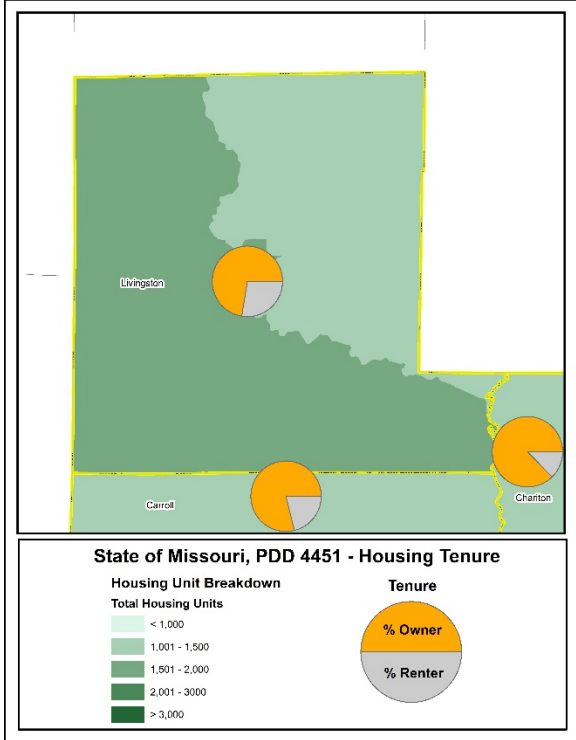 Livingston
Carroll
Chariton
State of Missouri, PDD 4451 - Housing Tenure
Housing Unit Breakdown
Total Housing Units
< 1,000
1,001 - 1,500
1,501 - 2,000
2,001 - 3000
> 3,000
Tenure
% Owner
% Renter